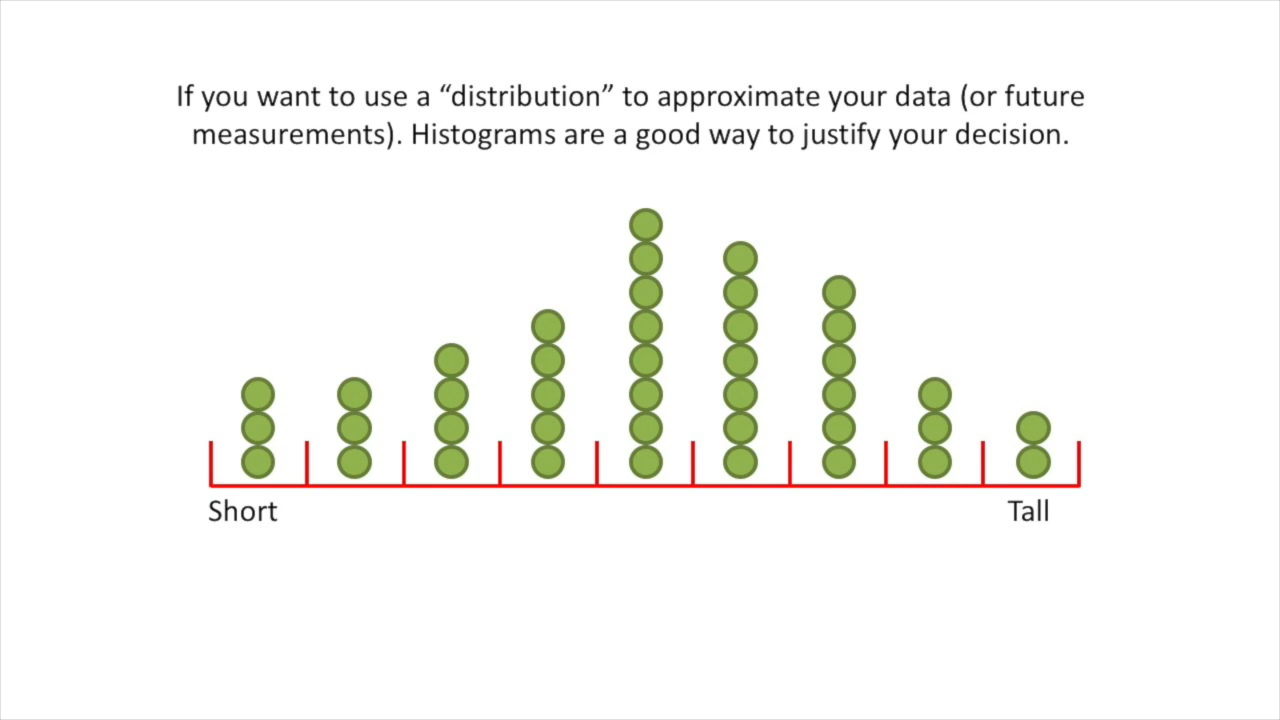 If you want to use a “distribution” to approximate your data (or future
measurements). Histograms are a good way to justify your decision.
Short
Tall